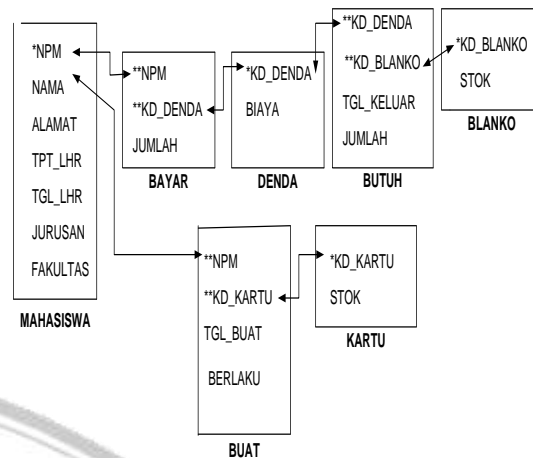 *NPM
NAMA
ALAMAT
TPT_LHR
TGL_LHR
JURUSAN
FAKULTAS
MAHASISWA
**NPM
**KD_DENDA
JUMLAH
BAYAR
*KD_DENDA
BIAYA
DENDA
**KD_DENDA
**KD_BLANKO
TGL_KELUAR
JUMLAH
BUTUH
*KD_BLANKO
STOK
BLANKO
**NPM
**KD_KARTU
TGL_BUAT
BERLAKU
BUAT
*KD_KARTU
STOK
KARTU